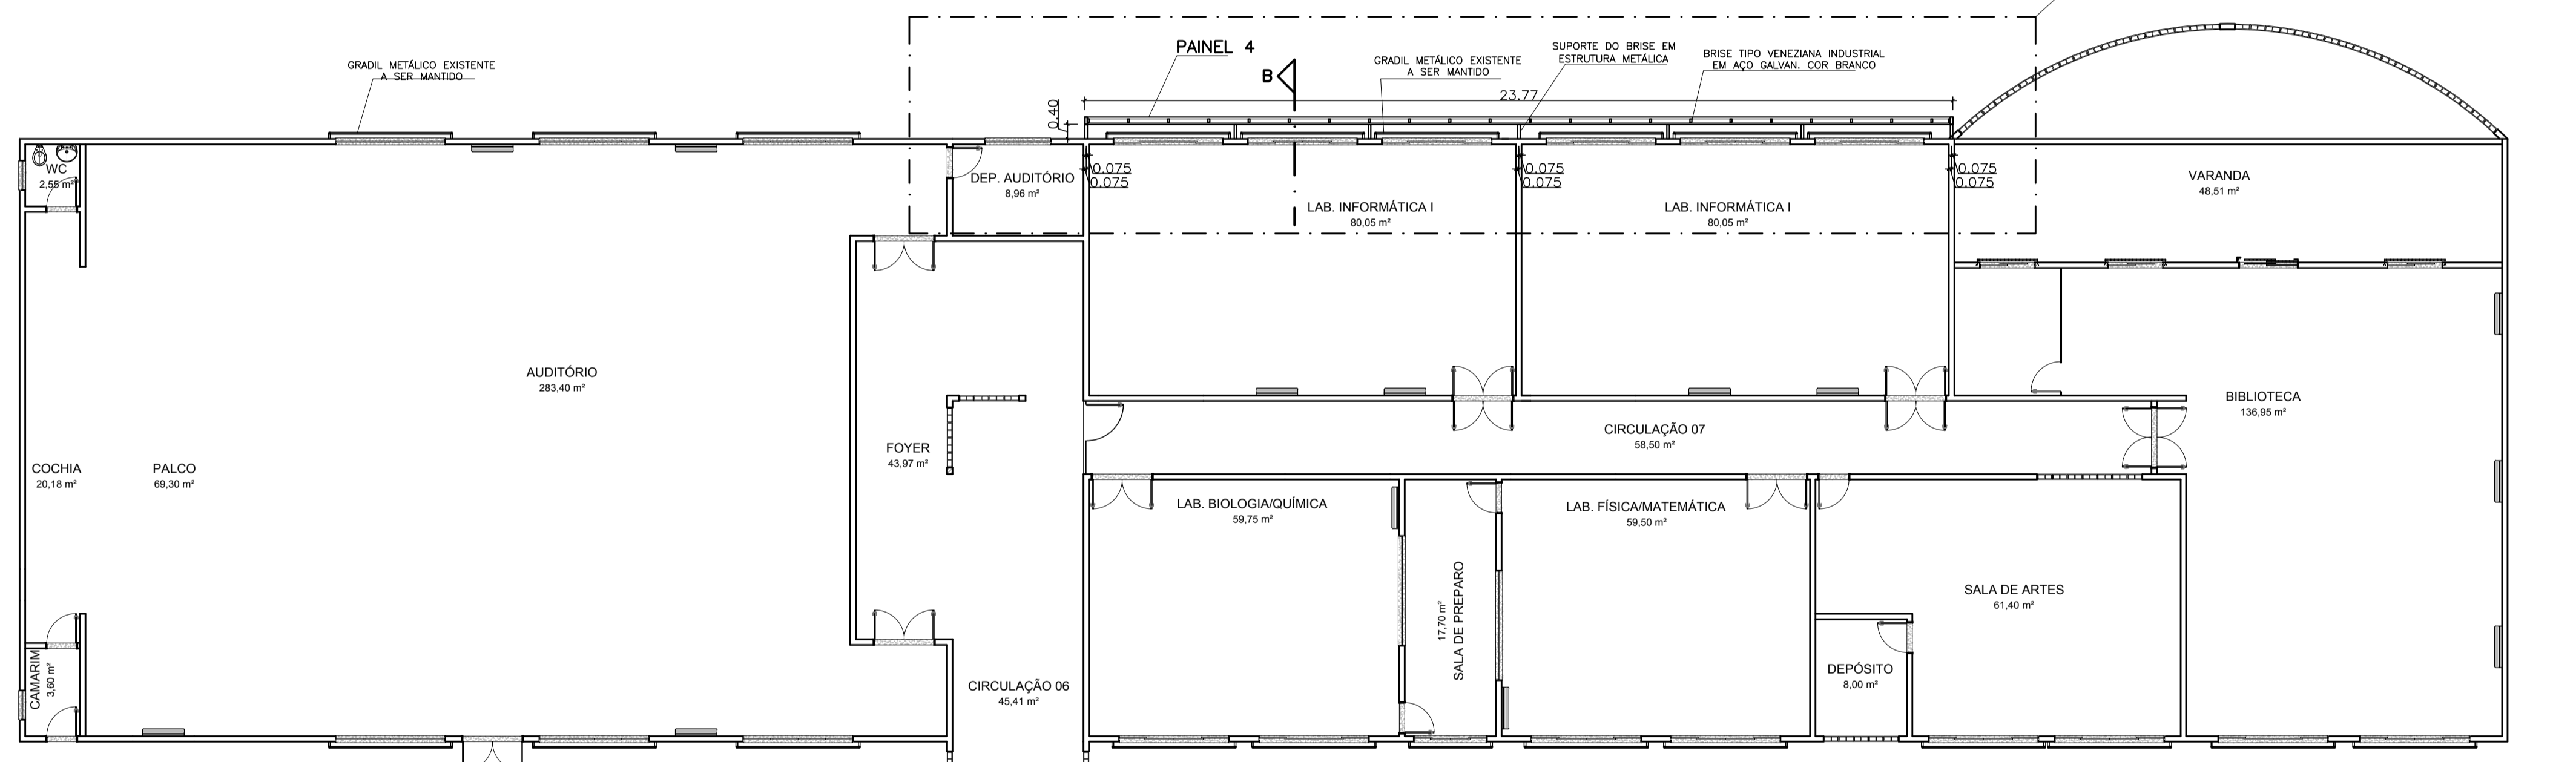 PAINEL 4
SUPORTE DO BRISE EM
ESTRUTURA METÁLICA
BRISE TIPO VENEZIANA INDUSTRIAL
EM AÇO GALVAN. COR BRANCO
GRADIL METÁLICO EXISTENTE
A SER MANTIDO
GRADIL METÁLICO EXISTENTE
A SER MANTIDO
B
23.77
0.40
WC
2,55 m²
DEP. AUDITÓRIO
8,96 m²
0.075
0.075
0.075
0.075
0.075
0.075
LAB. INFORMÁTICA I
80,05 m²
LAB. INFORMÁTICA I
80,05 m²
VARANDA
48,51 m²
AUDITÓRIO
283,40 m²
BIBLIOTECA
136,95 m²
CIRCULAÇÃO 07
58,50 m²
FOYER
43,97 m²
COCHIA
20,18 m²
PALCO
69,30 m²
LAB. BIOLOGIA/QUÍMICA
59,75 m²
LAB. FÍSICA/MATEMÁTICA
59,50 m²
SALA DE PREPARO
17,70 m²
SALA DE ARTES
61,40 m²
DEPÓSITO
8,00 m²
CAMARIM
3,60 m²
CIRCULAÇÃO 06
45,41 m²